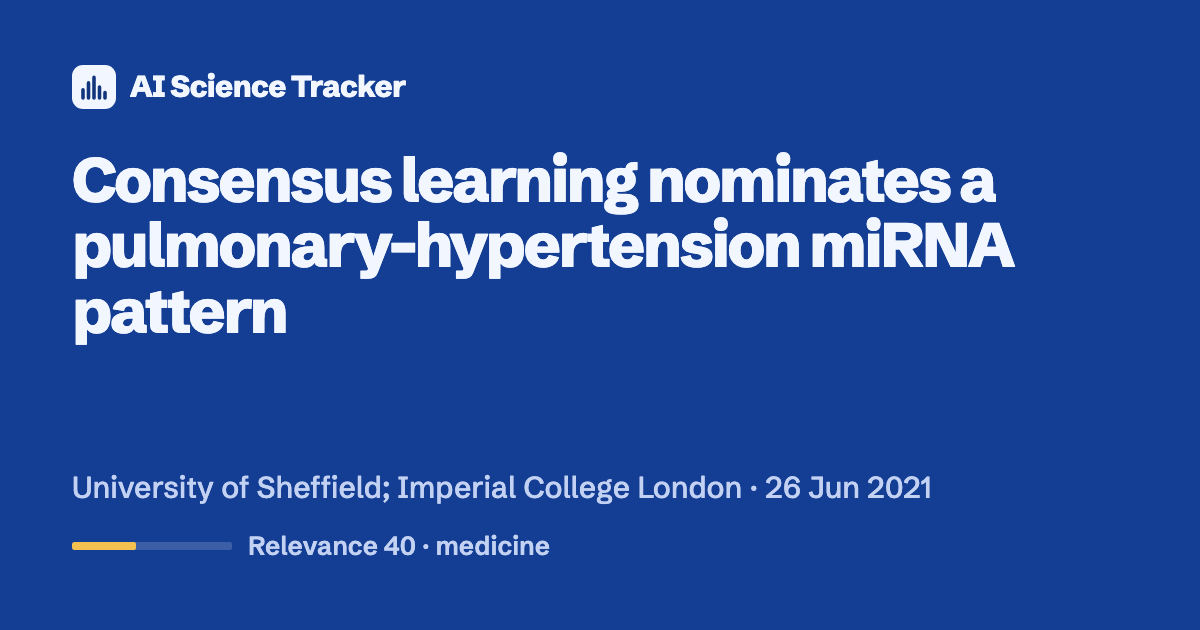 AI Science Tracker
Consensus learning nominates a
pulmonary-hypertension miRNA
pattern
University of Sheffield; Imperial College London · 26 Jun 2021
Relevance 40 · medicine